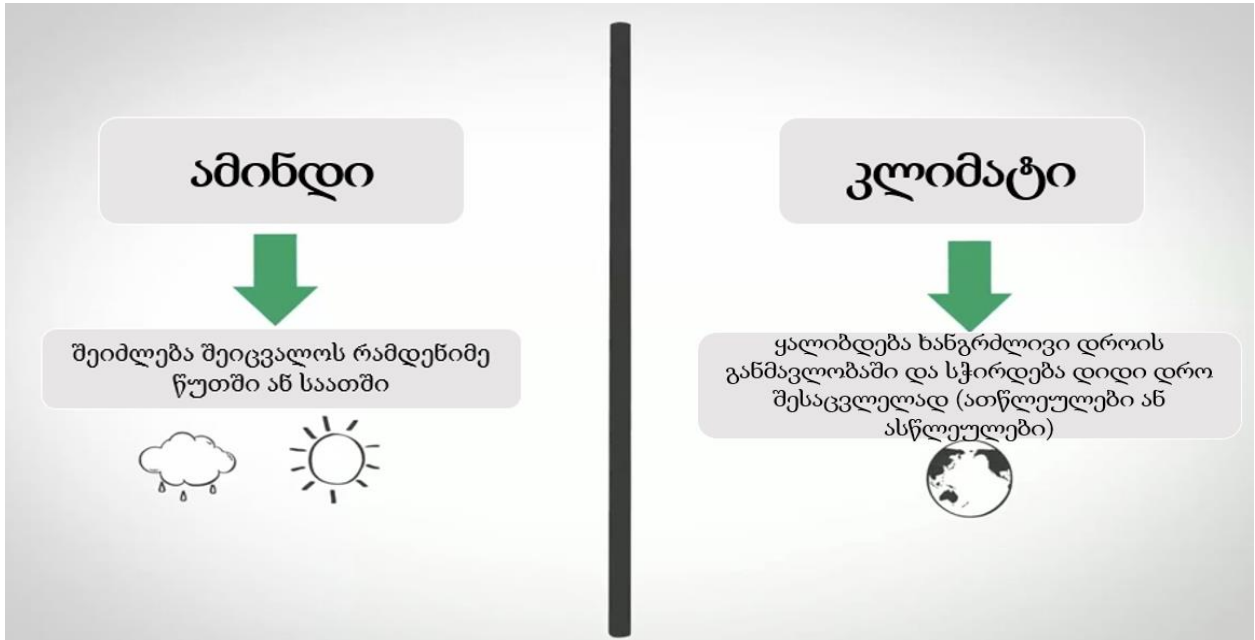 ამინდი
შეიძლება შეიცვალოს რამდენიმე
წუთში ან საათში
კლიმატი
ყალიბდება ხანგრძლივი დროის
განმავლობაში და სჭირდება დიდი დრო
შესაცვლელად (ათწლეულები ან
ასწლეულები)